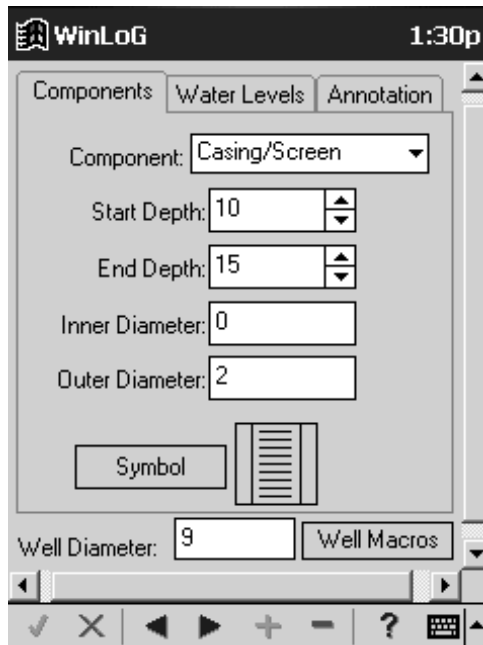 WinLoG 1:30p
Components Water Levels Annotation
Component: Casing/Screen
Start Depth: 10
End Depth: 15
Inner Diameter: 0
Outer Diameter: 2
Symbol
Well Diameter: 9 Well Macros
?